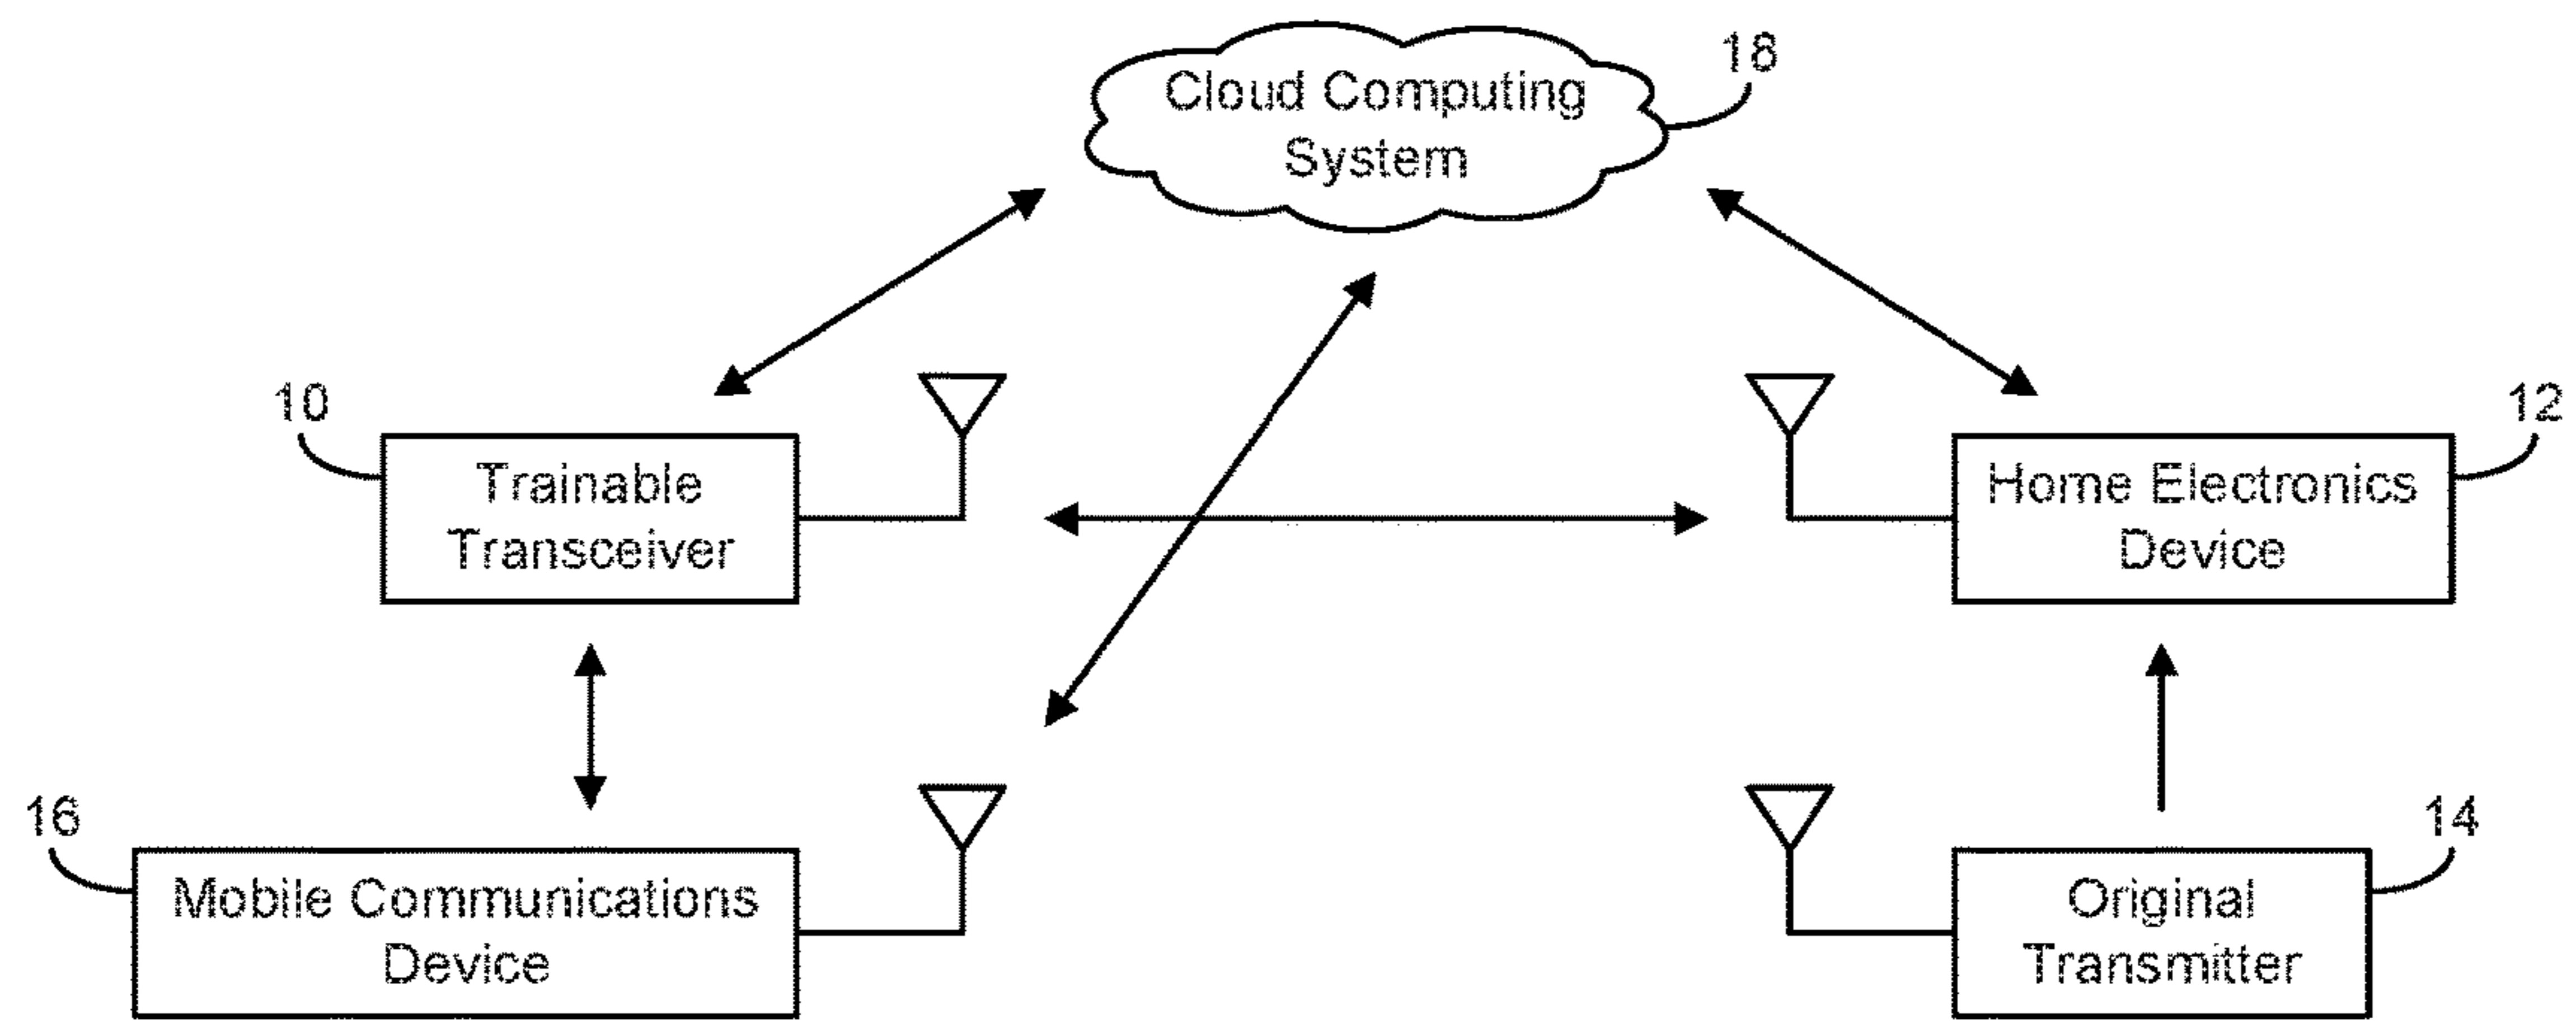 18
Cloud Computing
System
10
Trainable
Transceiver
12
Home Electronics
Device
16
Mobile Communications
Device
14
Original
Transmitter